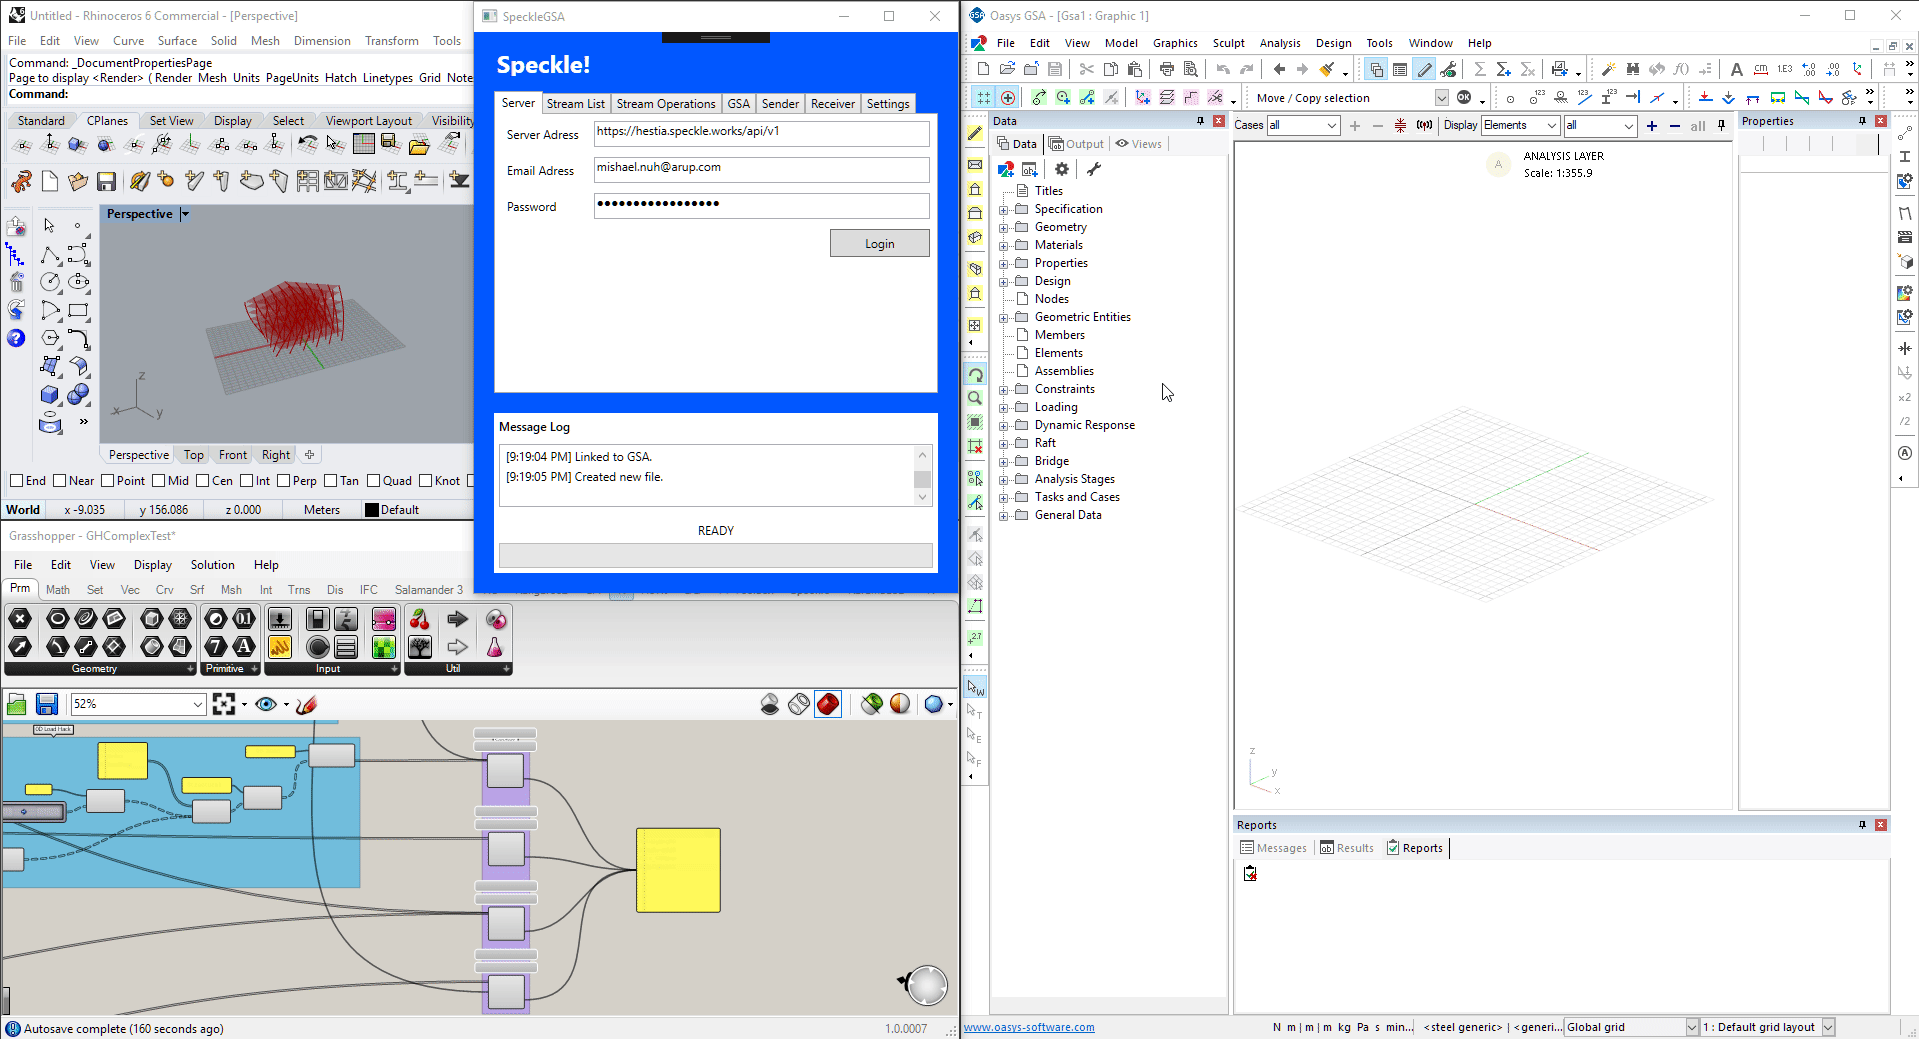 Untitled - Rhinoceros 6 Commercial - [Perspective]
File Edit View Curve Surface Solid Mesh Dimension Transform Tools
Command: _DocumentPropertiesPage
Page to display <Render> ( Render Mesh Units PageUnits Hatch Linetypes Grid Note
Command:
Standard CPlanes Set View Display Select Viewport Layout Visibility
Perspective
z
x y
Perspective Top Front Right
End Near Point Mid Cen Int Perp Tan Quad Knot
World x -9.035 y 156.086 z 0.000 Meters Default
SpeckleGSA
Speckle!
Server Stream List Stream Operations GSA Sender Receiver Settings
Server Adress https://hestia.speckle.works/api/v1
Email Adress mishael.nuh@arup.com
Password •••••••••••••••••
Login
Message Log
[9:19:04 PM] Linked to GSA.
[9:19:05 PM] Created new file.
READY
Grasshopper - GHComplexTest*
File Edit View Display Solution Help
Prm Math Set Vec Crv Srf Msh Int Trns Dis IFC Salamander 3
Geometry Primitive Input Util
52%
0D Load Hack
Autosave complete (160 seconds ago) 1.0.0007
Oasys GSA - [Gsa1 : Graphic 1]
File Edit View Model Graphics Sculpt Analysis Design Tools Window Help
Move / Copy selection OK
Data
Data Output Views
Titles
Specification
Geometry
Materials
Properties
Design
Nodes
Geometric Entities
Members
Elements
Assemblies
Constraints
Loading
Dynamic Response
Raft
Bridge
Analysis Stages
Tasks and Cases
General Data
Cases all Display Elements all all
A ANALYSIS LAYER
Scale: 1:355.9
z
y
x
Properties
x2
/2
Reports
Messages Results Reports
www.oasys-software.com N m | m | m kg Pa s min... <steel generic> | <generi... Global grid 1 : Default grid layout